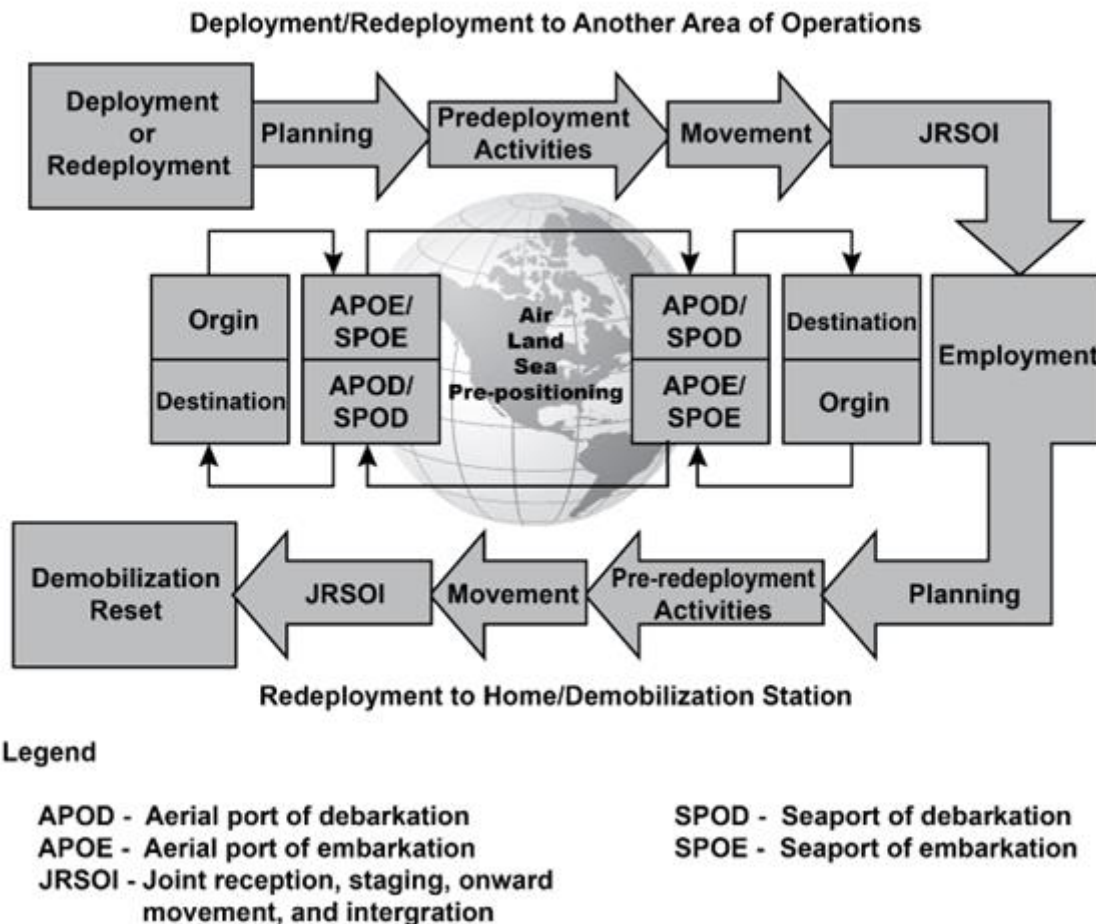 Deployment/Redeployment to Another Area of Operations
Deployment
or
Redeployment
Planning
Predeployment
Activities
Movement
JRSOI
Orgin
Destination
APOE/
SPOE
APOD/
SPOD
Air
Land
Sea
Pre-positioning
APOD/
SPOD
APOE/
SPOE
Destination
Orgin
Employment
Demobilization
Reset
JRSOI
Movement
Pre-redeployment
Activities
Planning
Redeployment to Home/Demobilization Station
Legend
APOD - Aerial port of debarkation
APOE - Aerial port of embarkation
JRSOI - Joint reception, staging, onward
movement, and intergration
SPOD - Seaport of debarkation
SPOE - Seaport of embarkation